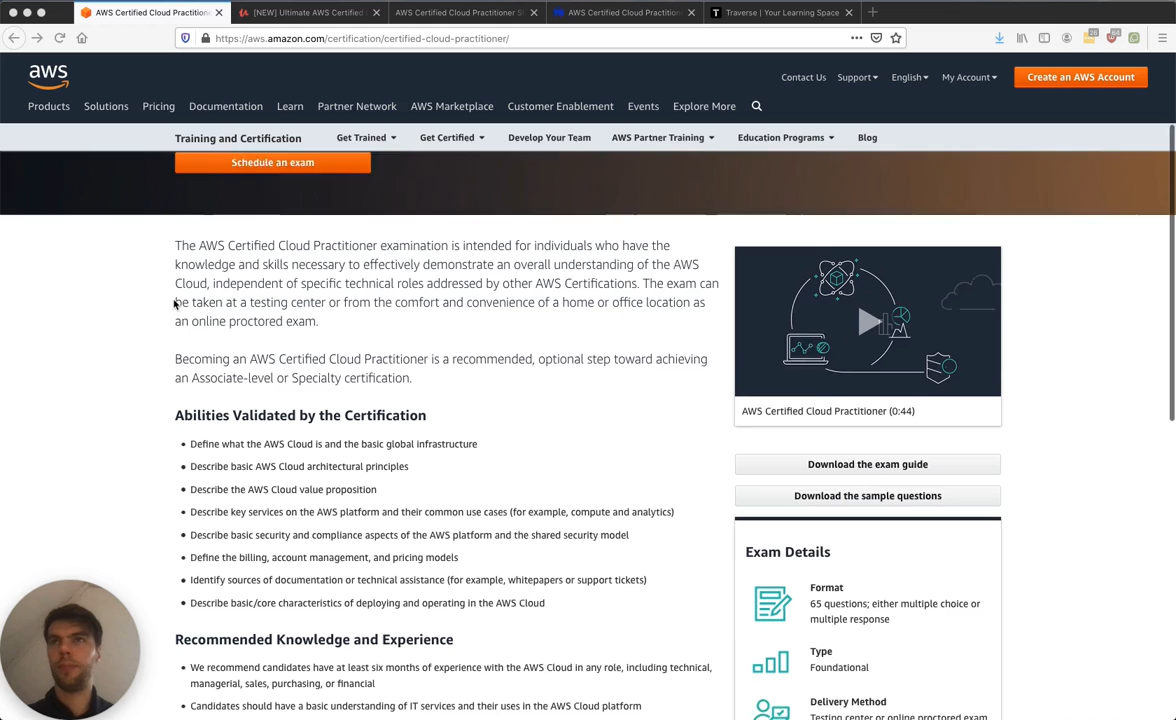 AWS Certified Cloud Practitione
[NEW] Ultimate AWS Certified
AWS Certified Cloud Practitioner S
AWS Certified Cloud Practition
T Traverse | Your Learning Space
https://aws.amazon.com/certification/certified-cloud-practitioner/
aws
Contact Us Support English My Account Create an AWS Account
Products Solutions Pricing Documentation Learn Partner Network AWS Marketplace Customer Enablement Events Explore More
Training and Certification Get Trained Get Certified Develop Your Team AWS Partner Training Education Programs Blog
Schedule an exam
The AWS Certified Cloud Practitioner examination is intended for individuals who have the
knowledge and skills necessary to effectively demonstrate an overall understanding of the AWS
Cloud, independent of specific technical roles addressed by other AWS Certifications. The exam can
be taken at a testing center or from the comfort and convenience of a home or office location as
an online proctored exam.
Becoming an AWS Certified Cloud Practitioner is a recommended, optional step toward achieving
an Associate-level or Specialty certification.
Abilities Validated by the Certification
• Define what the AWS Cloud is and the basic global infrastructure
• Describe basic AWS Cloud architectural principles
• Describe the AWS Cloud value proposition
• Describe key services on the AWS platform and their common use cases (for example, compute and analytics)
• Describe basic security and compliance aspects of the AWS platform and the shared security model
• Define the billing, account management, and pricing models
• Identify sources of documentation or technical assistance (for example, whitepapers or support tickets)
• Describe basic/core characteristics of deploying and operating in the AWS Cloud
Recommended Knowledge and Experience
• We recommend candidates have at least six months of experience with the AWS Cloud in any role, including technical,
managerial, sales, purchasing, or financial
• Candidates should have a basic understanding of IT services and their uses in the AWS Cloud platform
AWS Certified Cloud Practitioner (0:44)
Download the exam guide
Download the sample questions
Exam Details
Format
65 questions; either multiple choice or
multiple response
Type
Foundational
Delivery Method
Testing center or online proctored exam